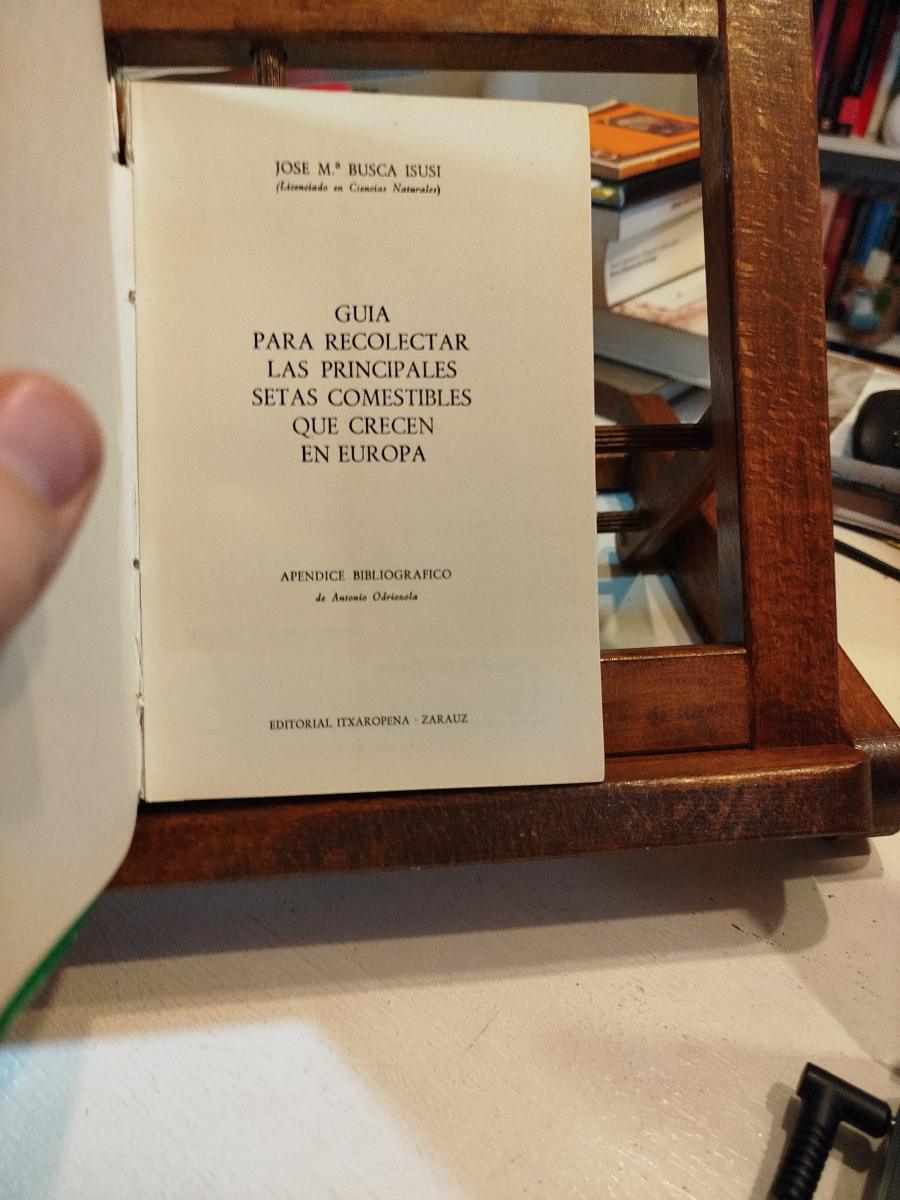 JOSE M.ª BUSCA ISUSI
(Licenciado en Ciencias Naturales)
GUIA
PARA RECOLECTAR
LAS PRINCIPALES
SETAS COMESTIBLES
QUE CRECEN
EN EUROPA
APENDICE BIBLIOGRAFICO
de Antonio Odriozola
EDITORIAL ITXAROPENA · ZARAUZ